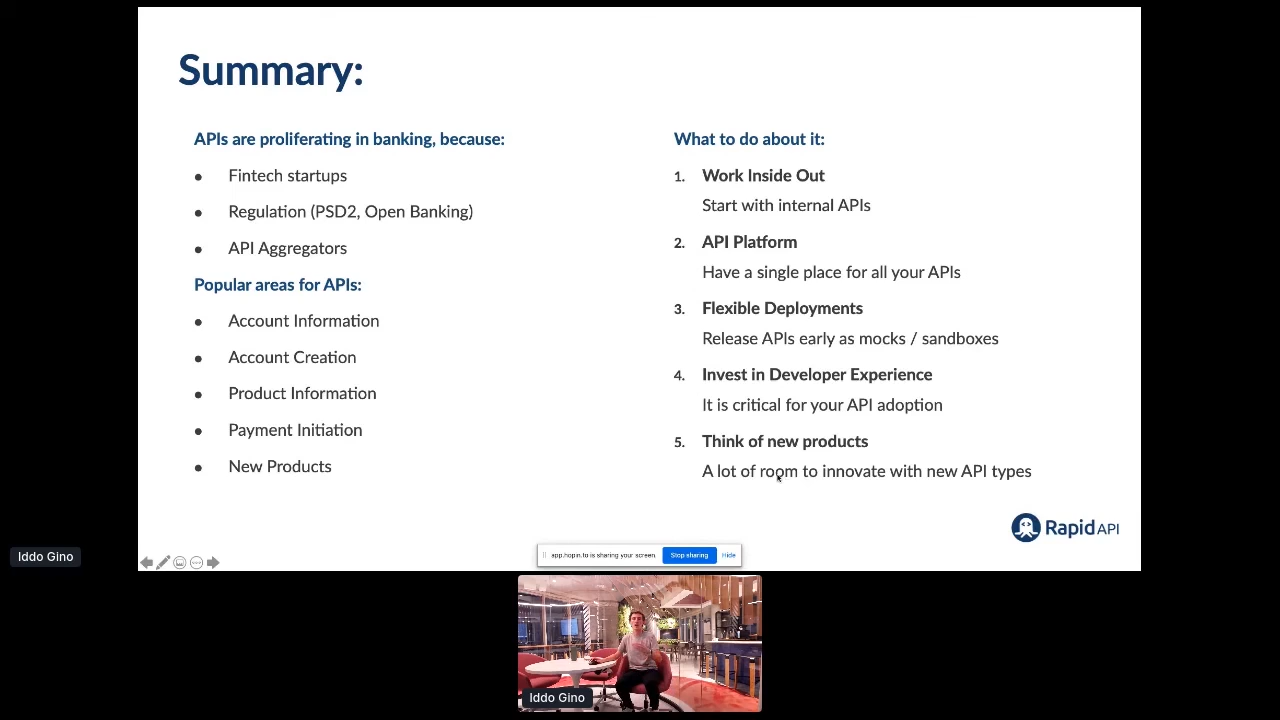 Summary:
APIs are proliferating in banking, because:
● Fintech startups
● Regulation (PSD2, Open Banking)
● API Aggregators
Popular areas for APIs:
● Account Information
● Account Creation
● Product Information
● Payment Initiation
● New Products
What to do about it:
1. Work Inside Out
Start with internal APIs
2. API Platform
Have a single place for all your APIs
3. Flexible Deployments
Release APIs early as mocks / sandboxes
4. Invest in Developer Experience
It is critical for your API adoption
5. Think of new products
A lot of room to innovate with new API types
Rapid API
Iddo Gino
app.hopin.to is sharing your screen. Stop sharing Hide
Iddo Gino